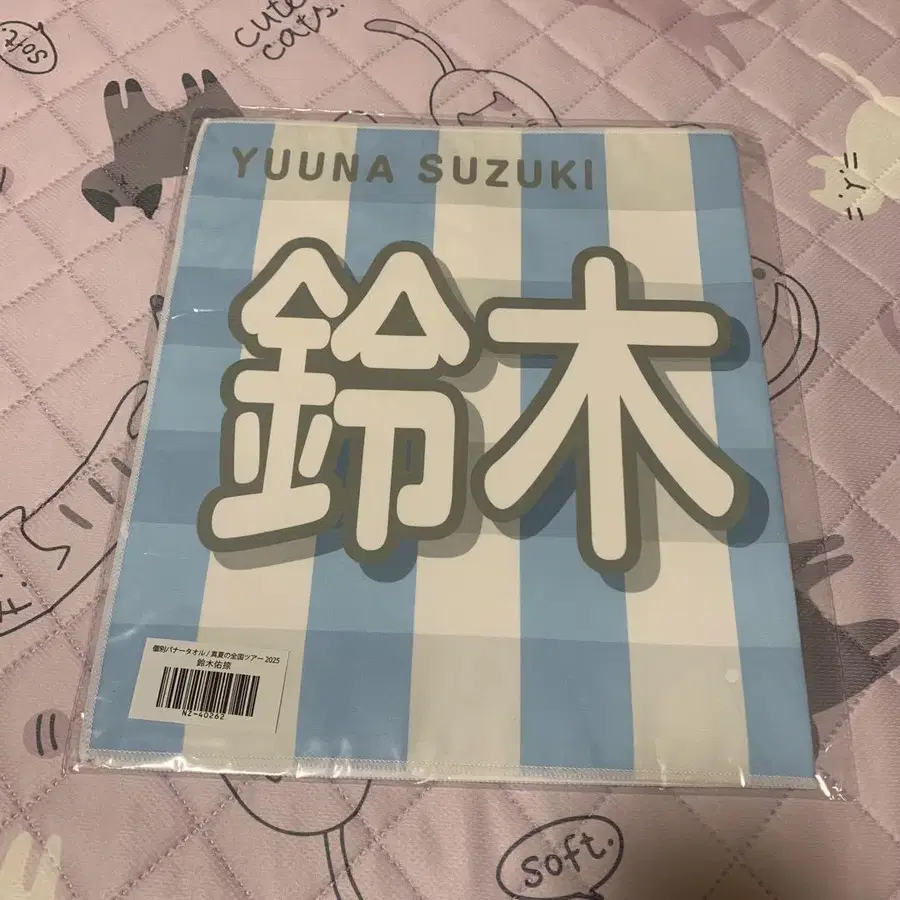 soft.
cute
cats.
YUUNA SUZUKI
鈴木
個別バナータオル / 真夏の全国ツアー 2025
鈴木佑捺
NZ-40262
soft.